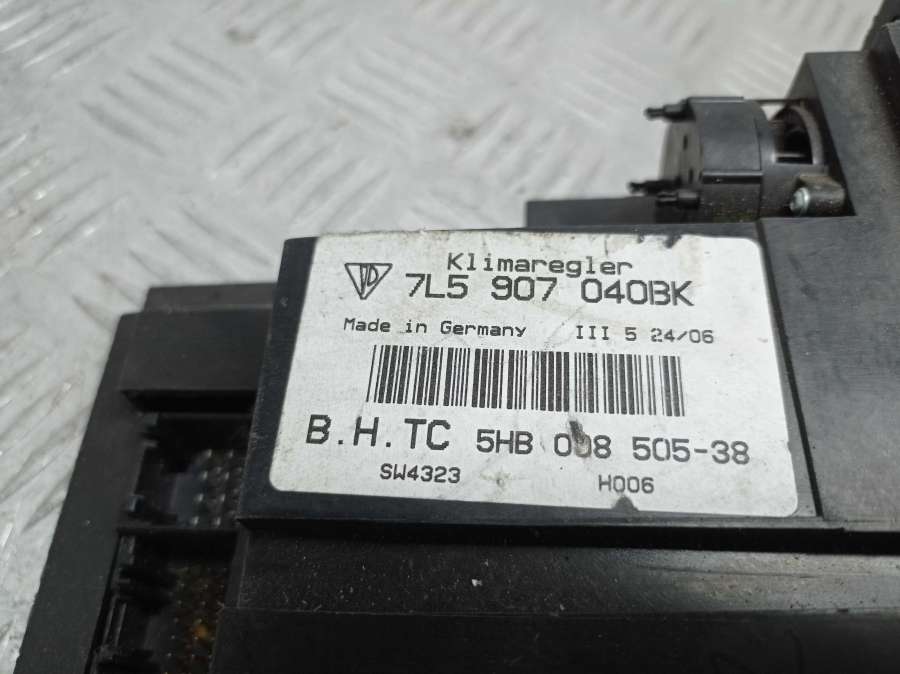 Klimaregler
7L5 907 040BK
Made in Germany III 5 24/06
B.H.TC 5HB 008 505-38
SW4323 H006